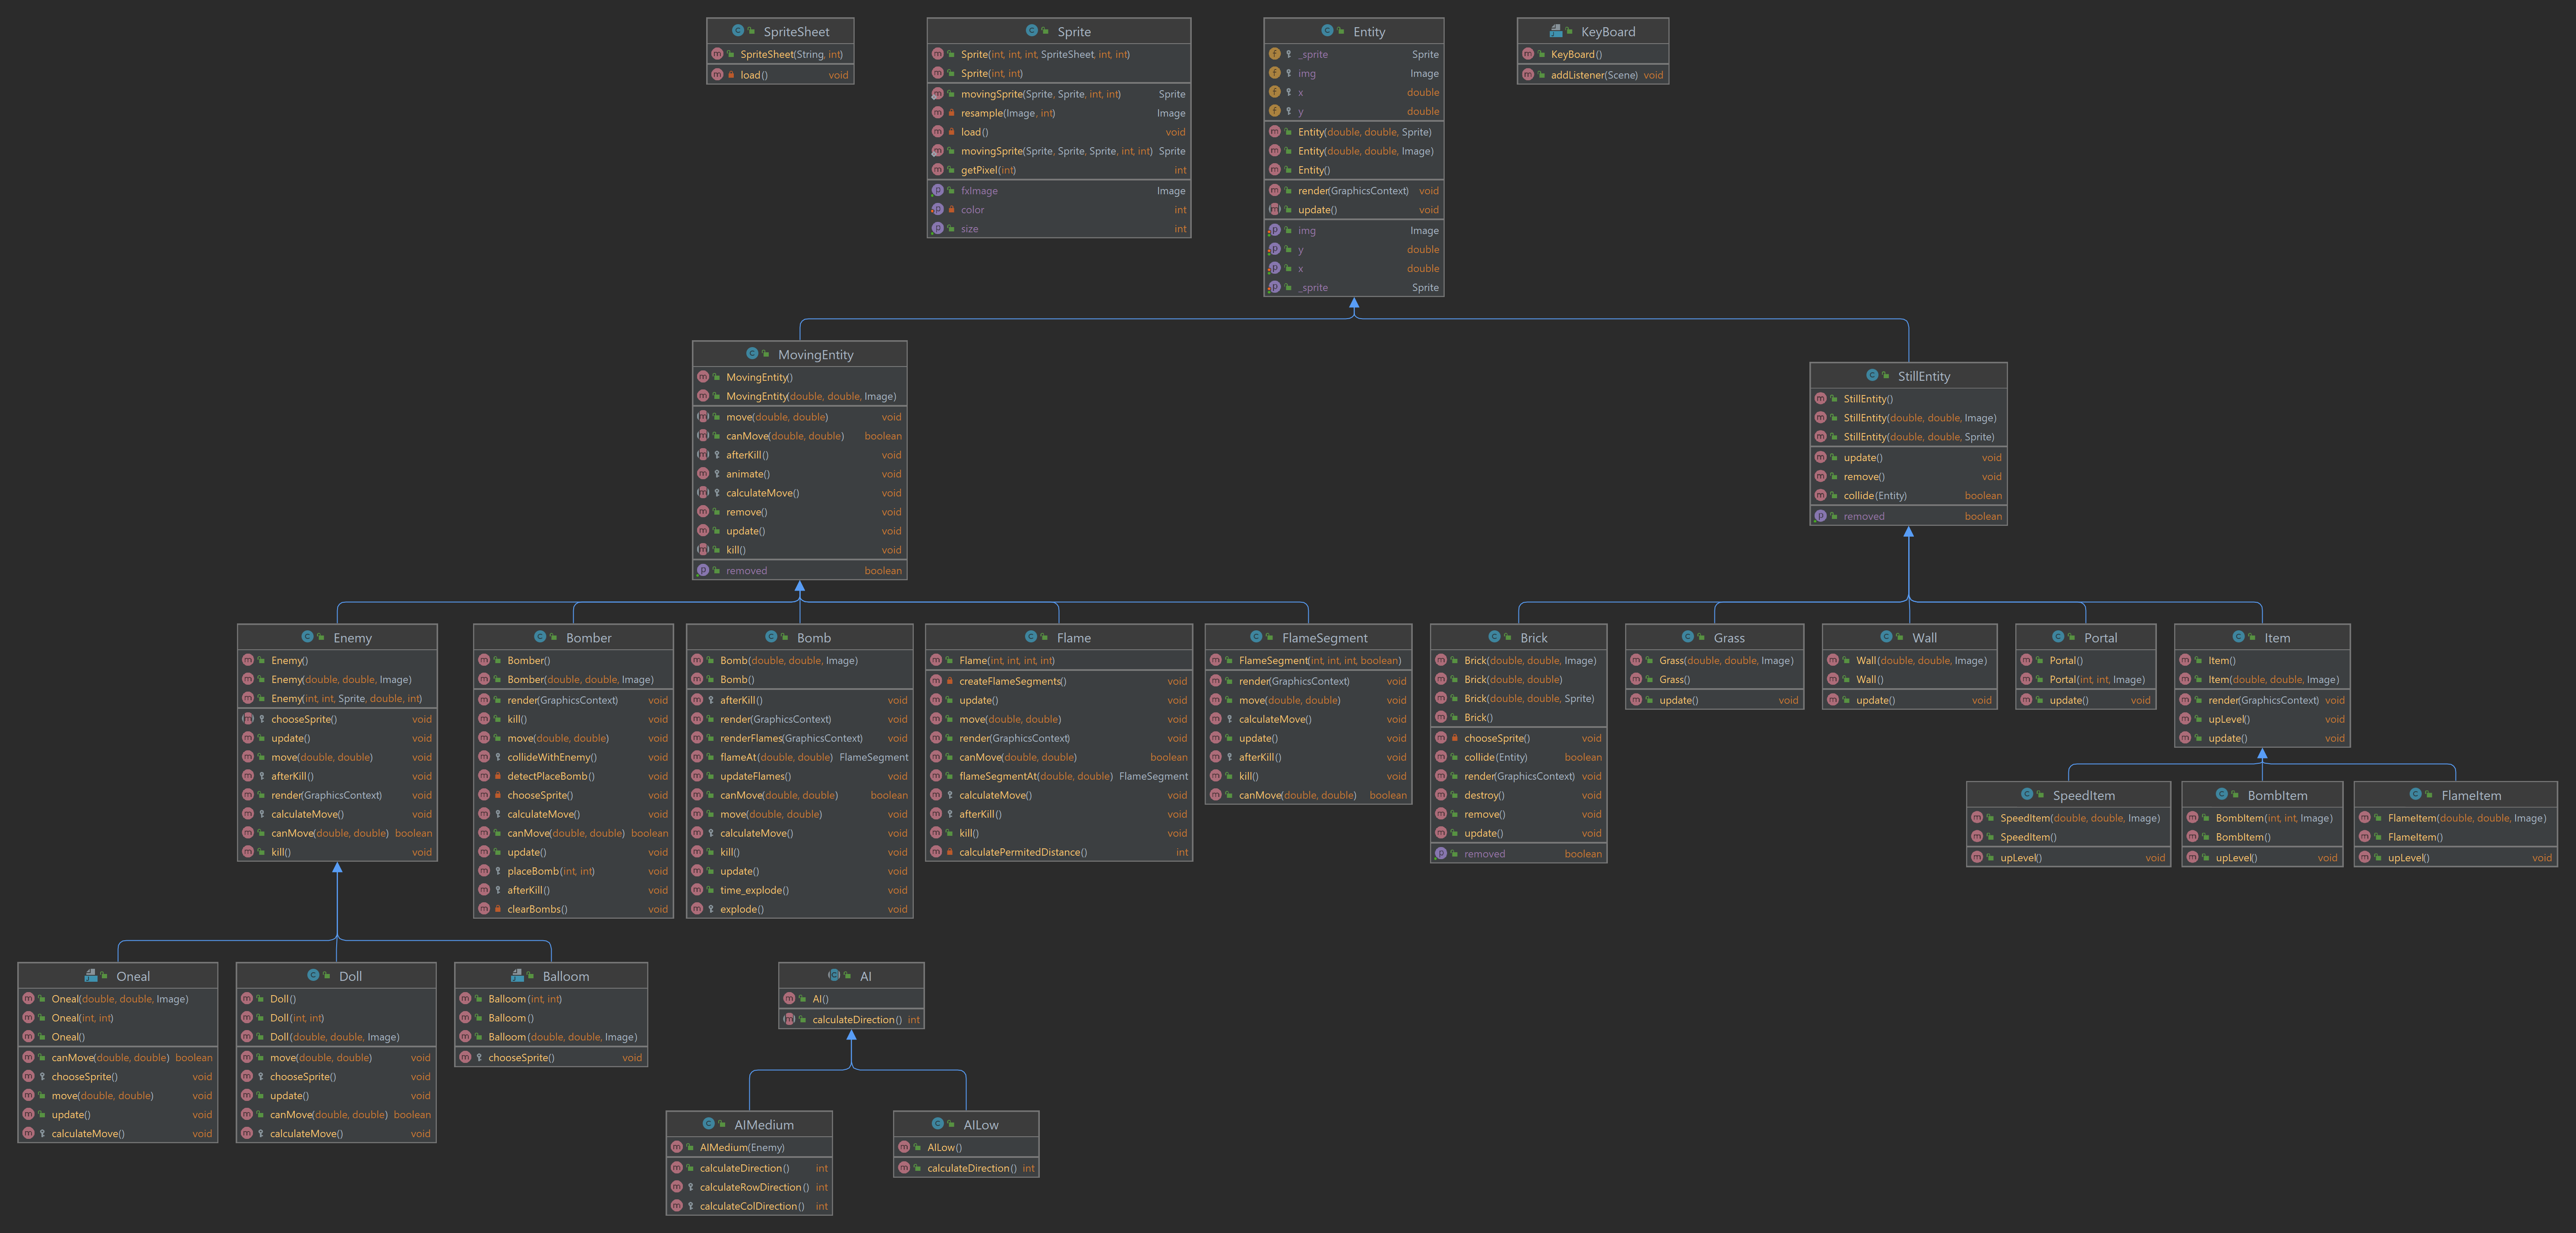 SpriteSheet
SpriteSheet(String, int)
load() void
Sprite
Sprite(int, int, int, SpriteSheet, int, int)
Sprite(int, int)
movingSprite(Sprite, Sprite, int, int) Sprite
resample(Image, int) Image
load() void
movingSprite(Sprite, Sprite, Sprite, int, int) Sprite
getPixel(int) int
fxImage Image
color int
size int
Entity
_sprite Sprite
img Image
x double
y double
Entity(double, double, Sprite)
Entity(double, double, Image)
Entity()
render(GraphicsContext) void
update() void
img Image
y double
x double
_sprite Sprite
KeyBoard
KeyBoard()
addListener(Scene) void
MovingEntity
MovingEntity()
MovingEntity(double, double, Image)
move(double, double) void
canMove(double, double) boolean
afterKill() void
animate() void
calculateMove() void
remove() void
update() void
kill() void
removed boolean
StillEntity
StillEntity()
StillEntity(double, double, Image)
StillEntity(double, double, Sprite)
update() void
remove() void
collide(Entity) boolean
removed boolean
Enemy
Enemy()
Enemy(double, double, Image)
Enemy(int, int, Sprite, double, int)
chooseSprite() void
update() void
move(double, double) void
afterKill() void
render(GraphicsContext) void
calculateMove() void
canMove(double, double) boolean
kill() void
Bomber
Bomber()
Bomber(double, double, Image)
render(GraphicsContext) void
kill() void
move(double, double) void
collideWithEnemy() void
detectPlaceBomb() void
chooseSprite() void
calculateMove() void
canMove(double, double) boolean
update() void
placeBomb(int, int) void
afterKill() void
clearBombs() void
Bomb
Bomb(double, double, Image)
Bomb()
afterKill() void
render(GraphicsContext) void
renderFlames(GraphicsContext) void
flameAt(double, double) FlameSegment
updateFlames() void
canMove(double, double) boolean
move(double, double) void
calculateMove() void
kill() void
update() void
time_explode() void
explode() void
Flame
Flame(int, int, int, int)
createFlameSegments() void
update() void
move(double, double) void
render(GraphicsContext) void
canMove(double, double) boolean
flameSegmentAt(double, double) FlameSegment
calculateMove() void
afterKill() void
kill() void
calculatePermitedDistance() int
FlameSegment
FlameSegment(int, int, int, boolean)
render(GraphicsContext) void
move(double, double) void
calculateMove() void
update() void
afterKill() void
kill() void
canMove(double, double) boolean
Brick
Brick(double, double, Image)
Brick(double, double)
Brick(double, double, Sprite)
Brick()
chooseSprite() void
collide(Entity) boolean
render(GraphicsContext) void
destroy() void
remove() void
update() void
removed boolean
Grass
Grass(double, double, Image)
Grass()
update() void
Wall
Wall(double, double, Image)
Wall()
update() void
Portal
Portal()
Portal(int, int, Image)
update() void
Item
Item()
Item(double, double, Image)
render(GraphicsContext) void
upLevel() void
update() void
SpeedItem
SpeedItem(double, double, Image)
SpeedItem()
upLevel() void
BombItem
BombItem(int, int, Image)
BombItem()
upLevel() void
FlameItem
FlameItem(double, double, Image)
FlameItem()
upLevel() void
Oneal
Oneal(double, double, Image)
Oneal(int, int)
Oneal()
canMove(double, double) boolean
chooseSprite() void
move(double, double) void
update() void
calculateMove() void
Doll
Doll()
Doll(int, int)
Doll(double, double, Image)
move(double, double) void
chooseSprite() void
update() void
canMove(double, double) boolean
calculateMove() void
Balloom
Balloom(int, int)
Balloom()
Balloom(double, double, Image)
chooseSprite() void
AI
AI()
calculateDirection() int
AIMedium
AIMedium(Enemy)
calculateDirection() int
calculateRowDirection() int
calculateColDirection() int
AILow
AILow()
calculateDirection() int